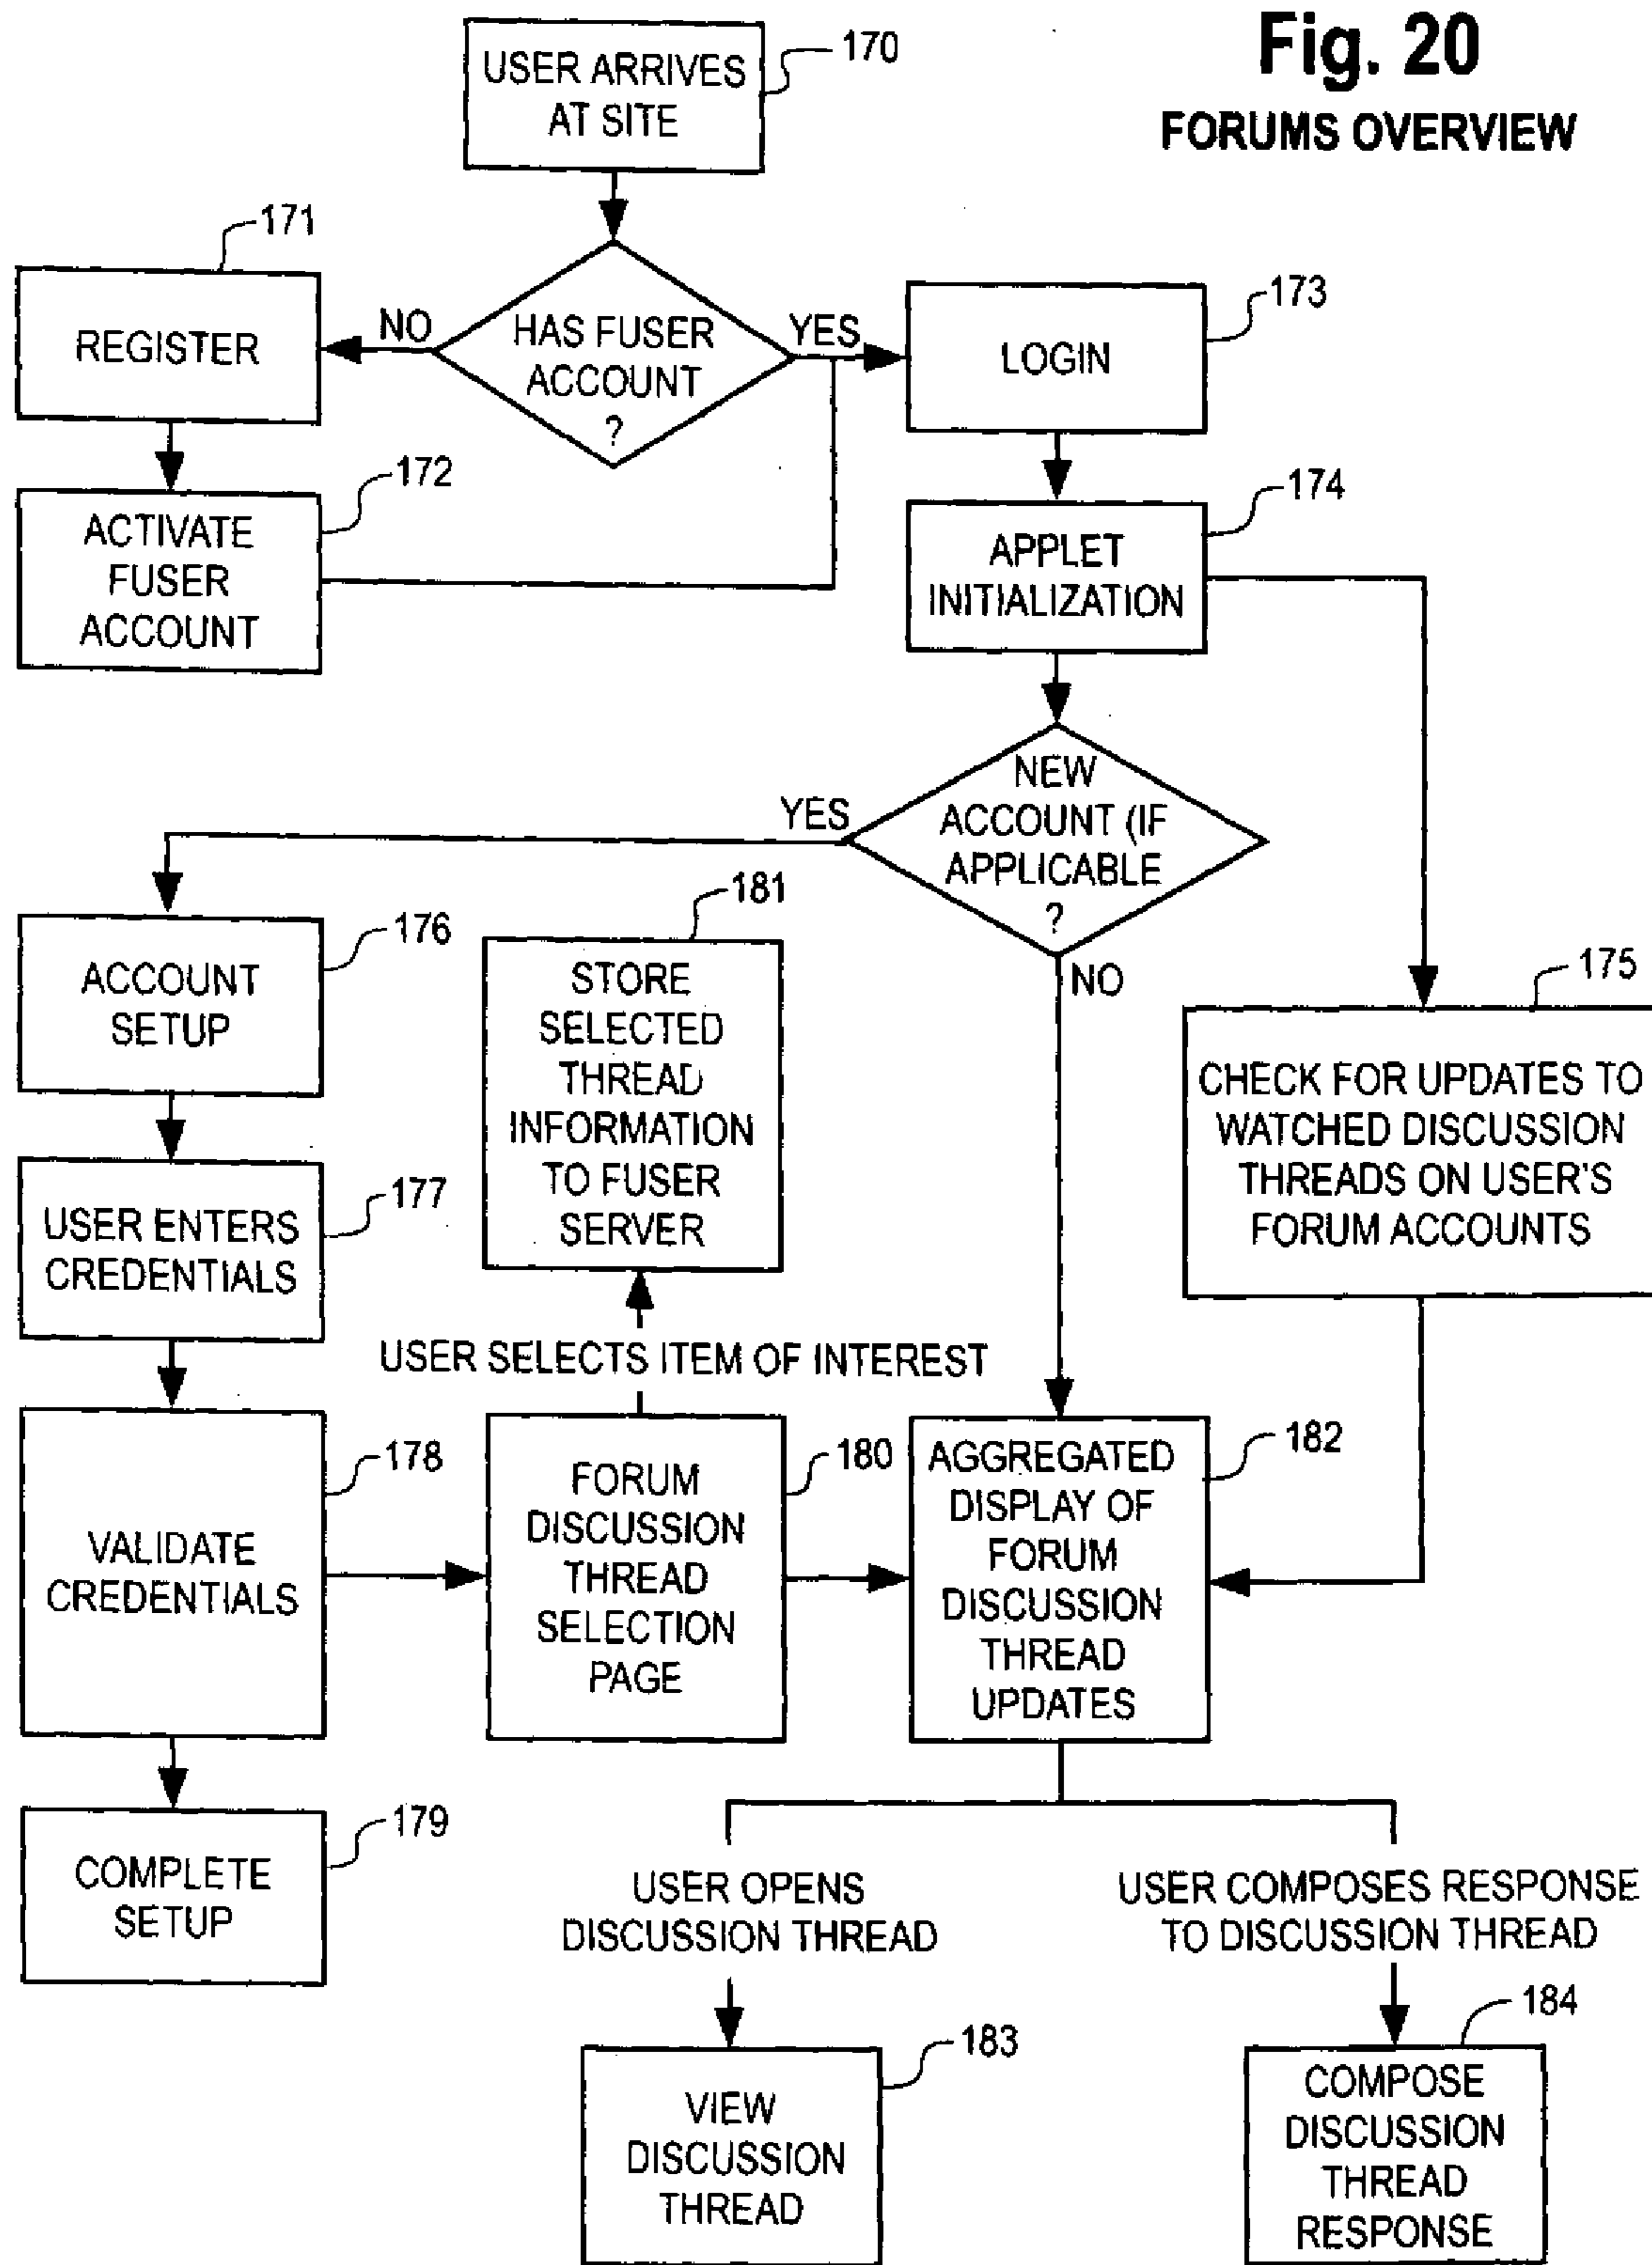 Fig. 20
FORUMS OVERVIEW
USER ARRIVES
AT SITE
170
171
REGISTER
NO
HAS FUSER
ACCOUNT
?
YES
LOGIN
173
172
ACTIVATE
FUSER
ACCOUNT
APPLET
INITIALIZATION
174
NEW
ACCOUNT (IF
APPLICABLE
?
YES
NO
176
ACCOUNT
SETUP
181
STORE
SELECTED
THREAD
INFORMATION
TO FUSER
SERVER
175
CHECK FOR UPDATES TO
WATCHED DISCUSSION
THREADS ON USER'S
FORUM ACCOUNTS
177
USER ENTERS
CREDENTIALS
USER SELECTS ITEM OF INTEREST
178
VALIDATE
CREDENTIALS
180
FORUM
DISCUSSION
THREAD
SELECTION
PAGE
182
AGGREGATED
DISPLAY OF
FORUM
DISCUSSION
THREAD
UPDATES
179
COMPLETE
SETUP
USER OPENS
DISCUSSION THREAD
USER COMPOSES RESPONSE
TO DISCUSSION THREAD
183
VIEW
DISCUSSION
THREAD
184
COMPOSE
DISCUSSION
THREAD
RESPONSE